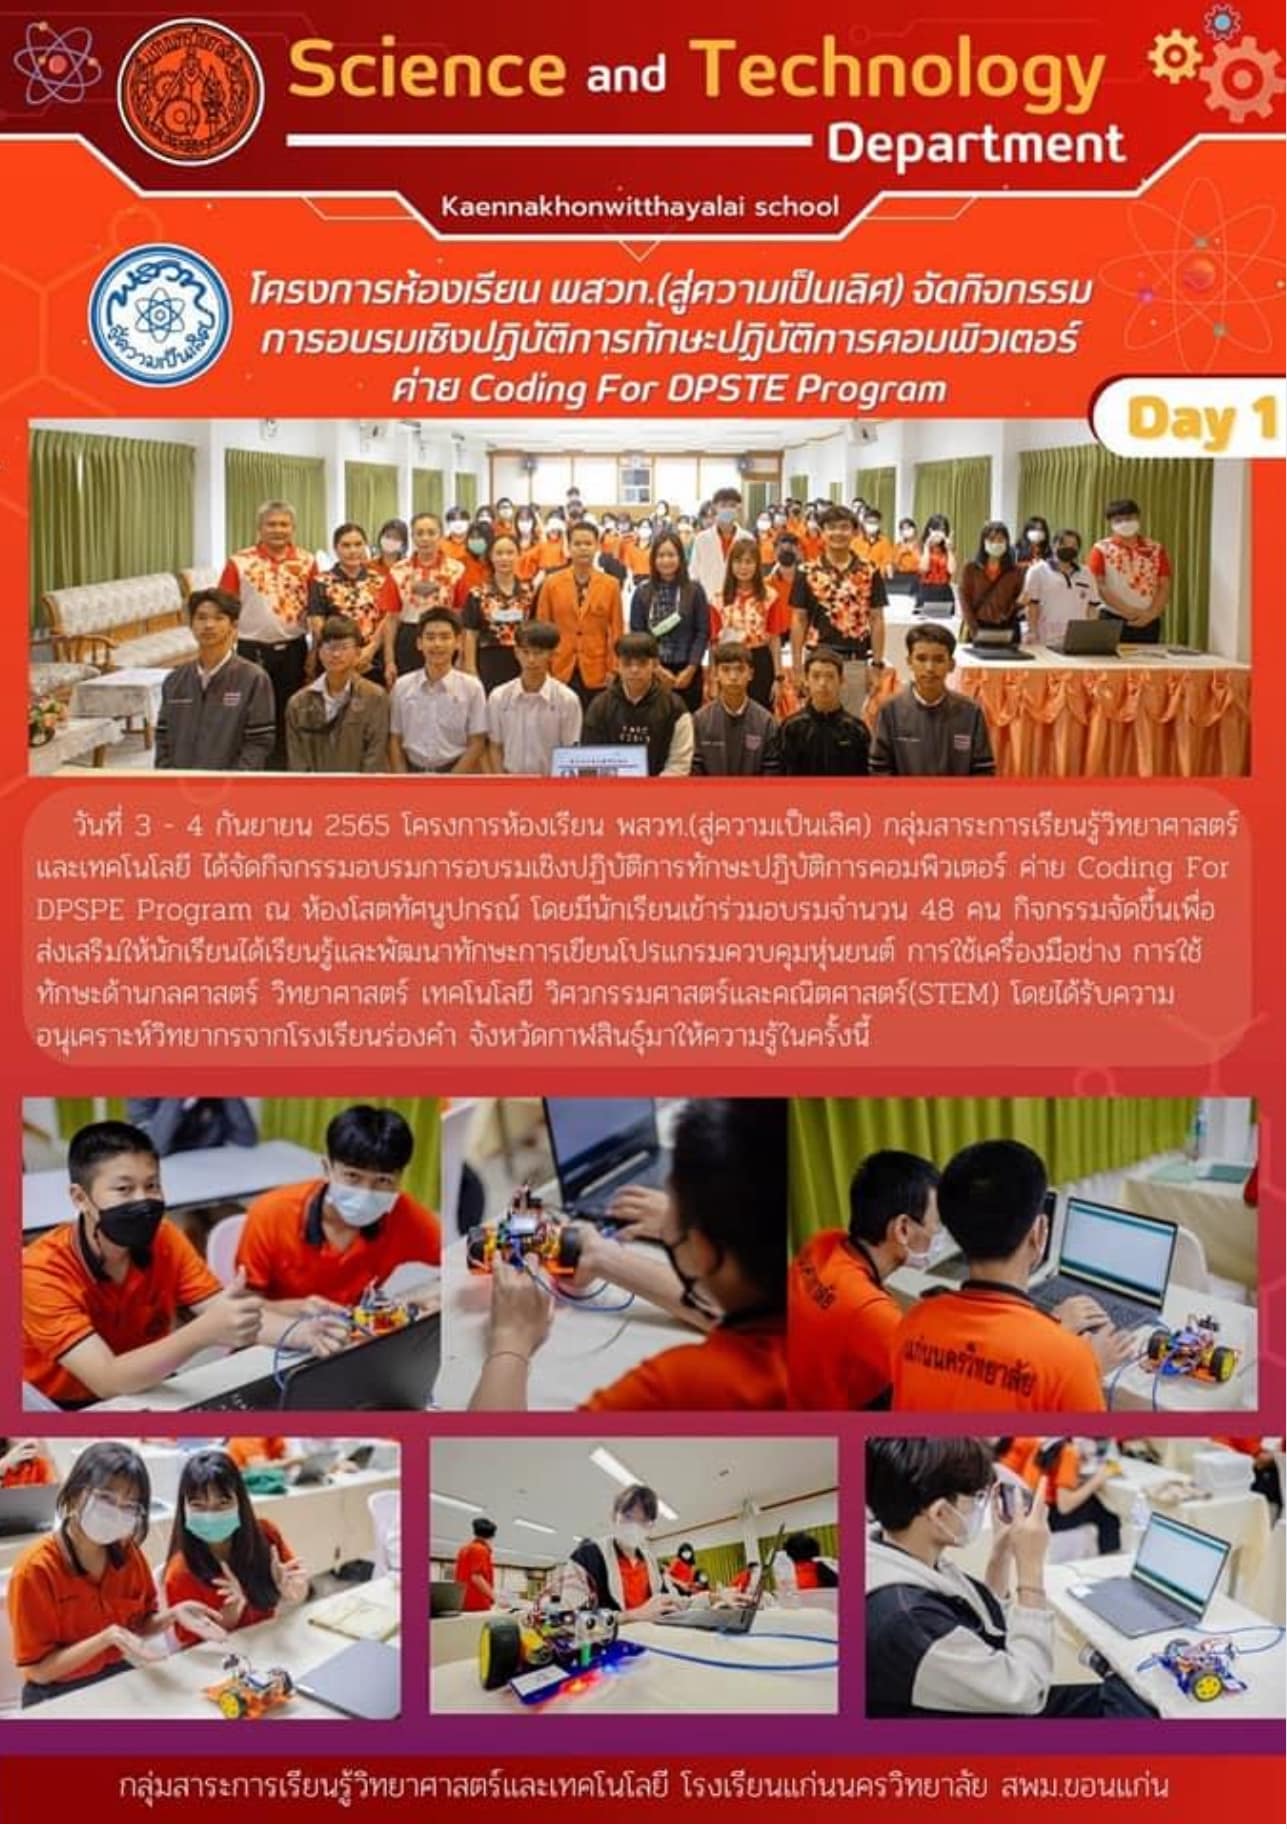 Science and Technology
Department
Kaennakhonwitthayalai school
พสวท
สู่ความเป็นเลิศ
โครงการห้องเรียน พสวท.(สู่ความเป็นเลิศ) จัดกิจกรรม
การอบรมเชิงปฏิบัติการทักษะปฏิบัติการคอมพิวเตอร์
ค่าย Coding For DPSTE Program
Day 1
วันที่ 3 - 4 กันยายน 2565 โครงการห้องเรียน พสวท.(สู่ความเป็นเลิศ) กลุ่มสาระการเรียนรู้วิทยาศาสตร์
และเทคโนโลยี ได้จัดกิจกรรมอบรมการอบรมเชิงปฏิบัติการทักษะปฏิบัติการคอมพิวเตอร์ ค่าย Coding For
DPSPE Program ณ ห้องโสตทัศนูปกรณ์ โดยมีนักเรียนเข้าร่วมอบรมจำนวน 48 คน กิจกรรมจัดขึ้นเพื่อ
ส่งเสริมให้นักเรียนได้เรียนรู้และพัฒนาทักษะการเขียนโปรแกรมควบคุมหุ่นยนต์ การใช้เครื่องมือช่าง การใช้
ทักษะด้านกลศาสตร์ วิทยาศาสตร์ เทคโนโลยี วิศวกรรมศาสตร์และคณิตศาสตร์(STEM) โดยได้รับความ
อนุเคราะห์วิทยากรจากโรงเรียนร่องคำ จังหวัดกาฬสินธุ์มาให้ความรู้ในครั้งนี้
แก่นนครวิทยาลัย
กลุ่มสาระการเรียนรู้วิทยาศาสตร์และเทคโนโลยี โรงเรียนแก่นนครวิทยาลัย สพม.ขอนแก่น